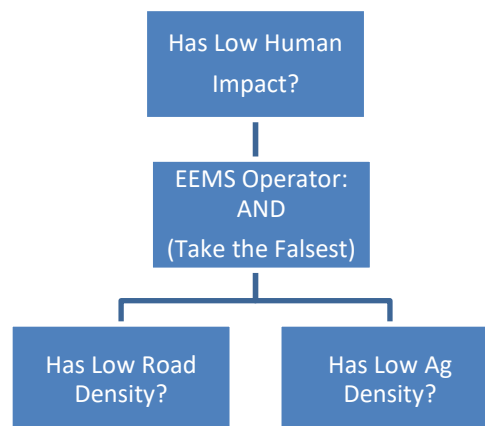 Has Low Human
Impact?
EEMS Operator:
AND
(Take the Falsest)
Has Low Road
Density?
Has Low Ag
Density?